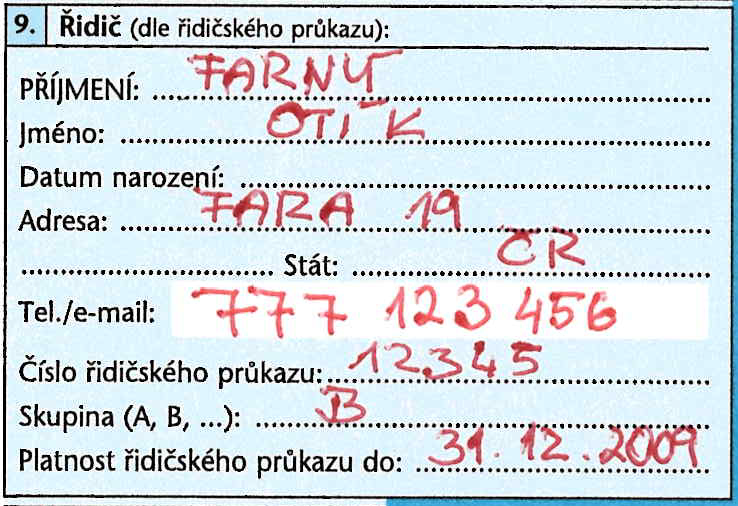 9. Řidič (dle řidičského průkazu):
PŘÍJMENÍ: FARNÝ
Jméno: OTÍK
Datum narození:
Adresa: FARA 19
Stát: ČR
Tel./e-mail: 777 123 456
Číslo řidičského průkazu: 12345
Skupina (A, B, ...): B
Platnost řidičského průkazu do: 31.12.2009